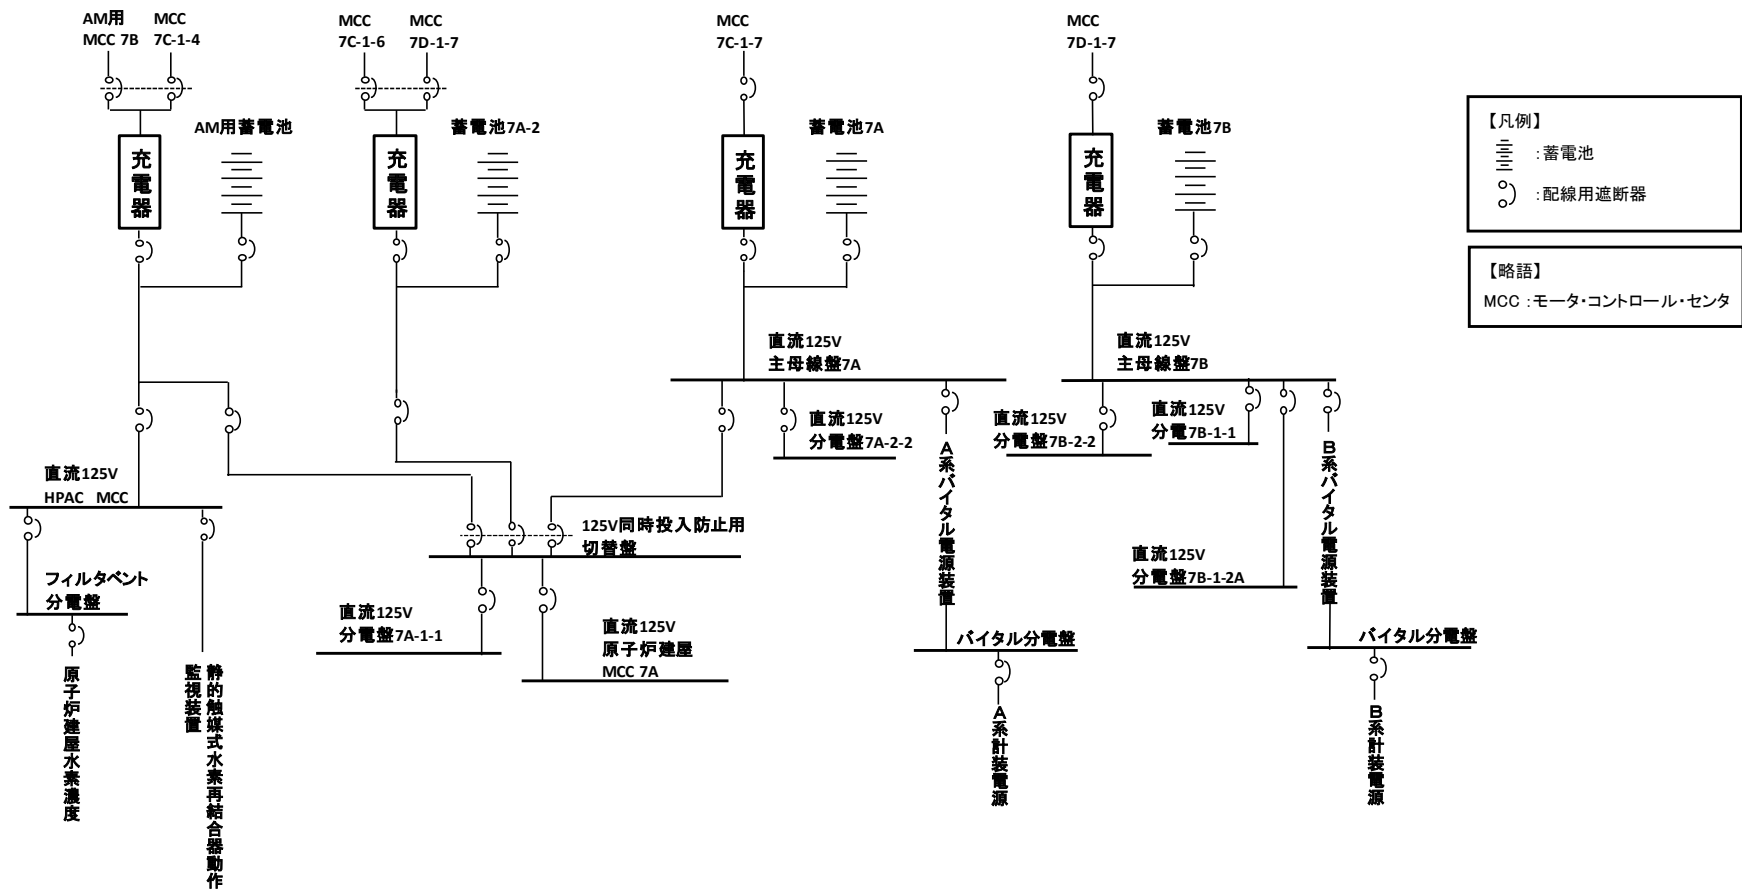 AM用
MCC 7B
MCC
7C-1-4
MCC
7C-1-6
MCC
7D-1-7
MCC
7C-1-7
MCC
7D-1-7
AM用蓄電池
蓄電池7A-2
蓄電池7A
蓄電池7B
充電器
充電器
充電器
充電器
【凡例】
:蓄電池
:配線用遮断器
【略語】
MCC :モータ・コントロール・センタ
直流125V
主母線盤7A
直流125V
主母線盤7B
直流125V
分電盤7A-2-2
直流125V
分電盤7B-2-2
直流125V
分電7B-1-1
直流125V
HPAC MCC
A系バイタル電源装置
B系バイタル電源装置
125V同時投入防止用
切替盤
直流125V
分電盤7B-1-2A
フィルタベント
分電盤
直流125V
分電盤7A-1-1
直流125V
原子炉建屋
MCC 7A
バイタル分電盤
バイタル分電盤
原子炉建屋水素濃度
静的触媒式水素再結合器動作
監視装置
A系計装電源
B系計装電源